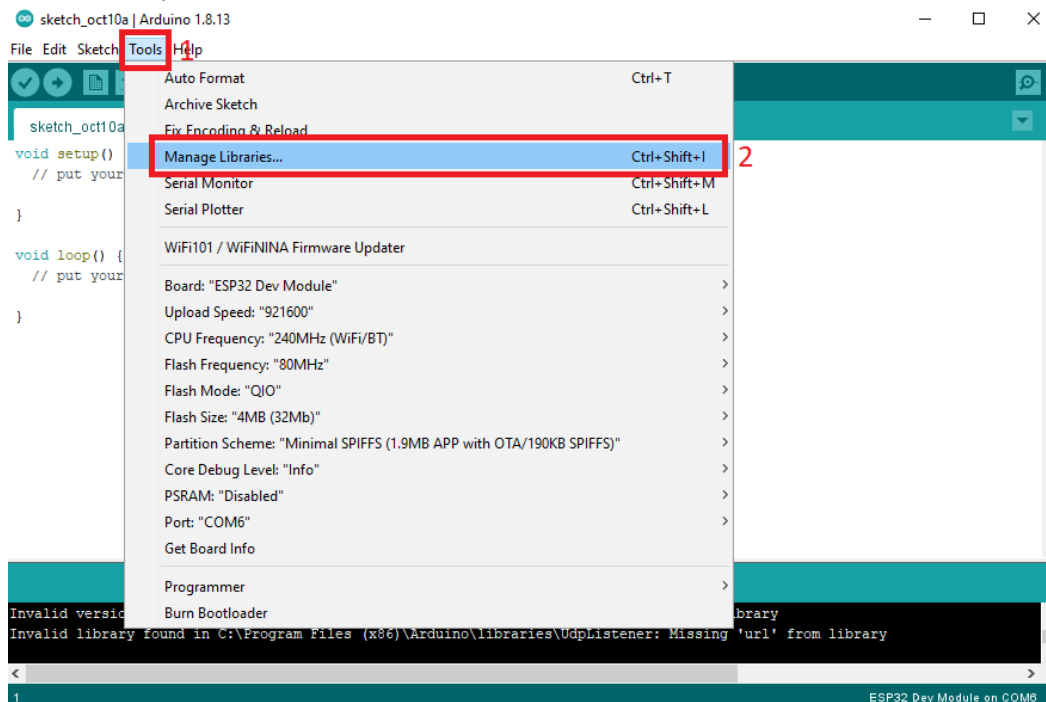 sketch_oct10a | Arduino 1.8.13
File Edit Sketch Tools Help
1
Auto Format Ctrl+T
Archive Sketch
sketch_oct10a
Fix Encoding & Reload
void setup()
Manage Libraries... Ctrl+Shift+I
2
// put your
Serial Monitor Ctrl+Shift+M
}
Serial Plotter Ctrl+Shift+L
WiFi101 / WiFiNINA Firmware Updater
void loop() {
// put your
Board: "ESP32 Dev Module"
}
Upload Speed: "921600"
CPU Frequency: "240MHz (WiFi/BT)"
Flash Frequency: "80MHz"
Flash Mode: "QIO"
Flash Size: "4MB (32Mb)"
Partition Scheme: "Minimal SPIFFS (1.9MB APP with OTA/190KB SPIFFS)"
Core Debug Level: "Info"
PSRAM: "Disabled"
Port: "COM6"
Get Board Info
Programmer
Burn Bootloader
Invalid versio brary
Invalid library found in C:\Program Files (x86)\Arduino\libraries\UdpListener: Missing 'url' from library
1 ESP32 Dev Module on COM6